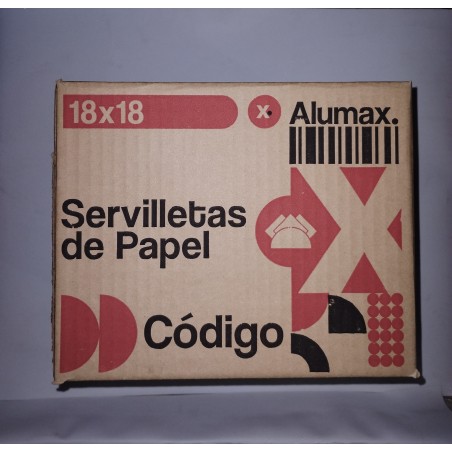 18x18
x
Alumax.
Servilletas
de Papel
Código